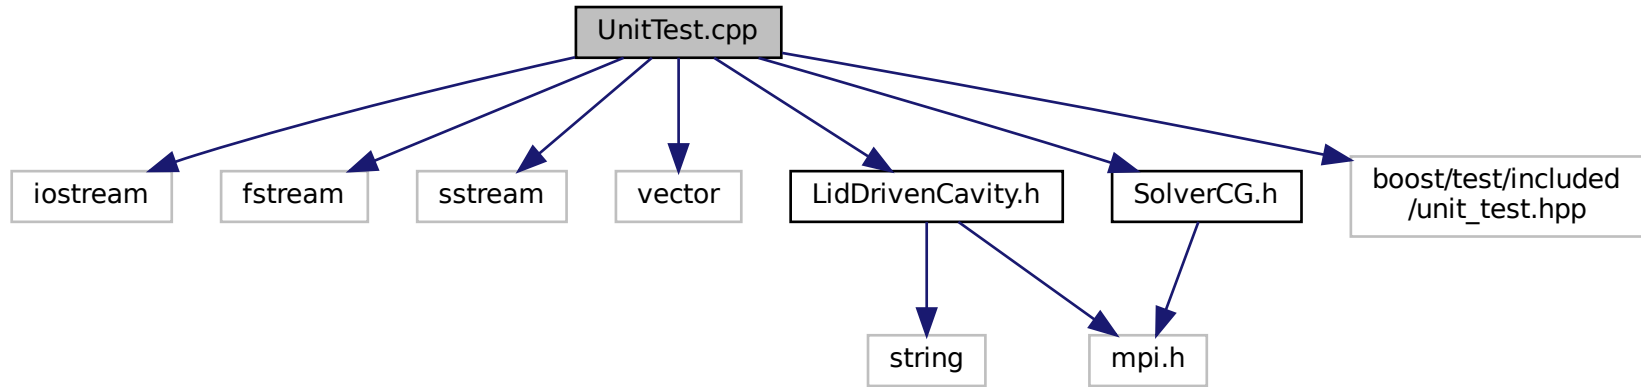 UnitTest.cpp
iostream
fstream
sstream
vector
LidDrivenCavity.h
SolverCG.h
boost/test/included
/unit_test.hpp
string
mpi.h